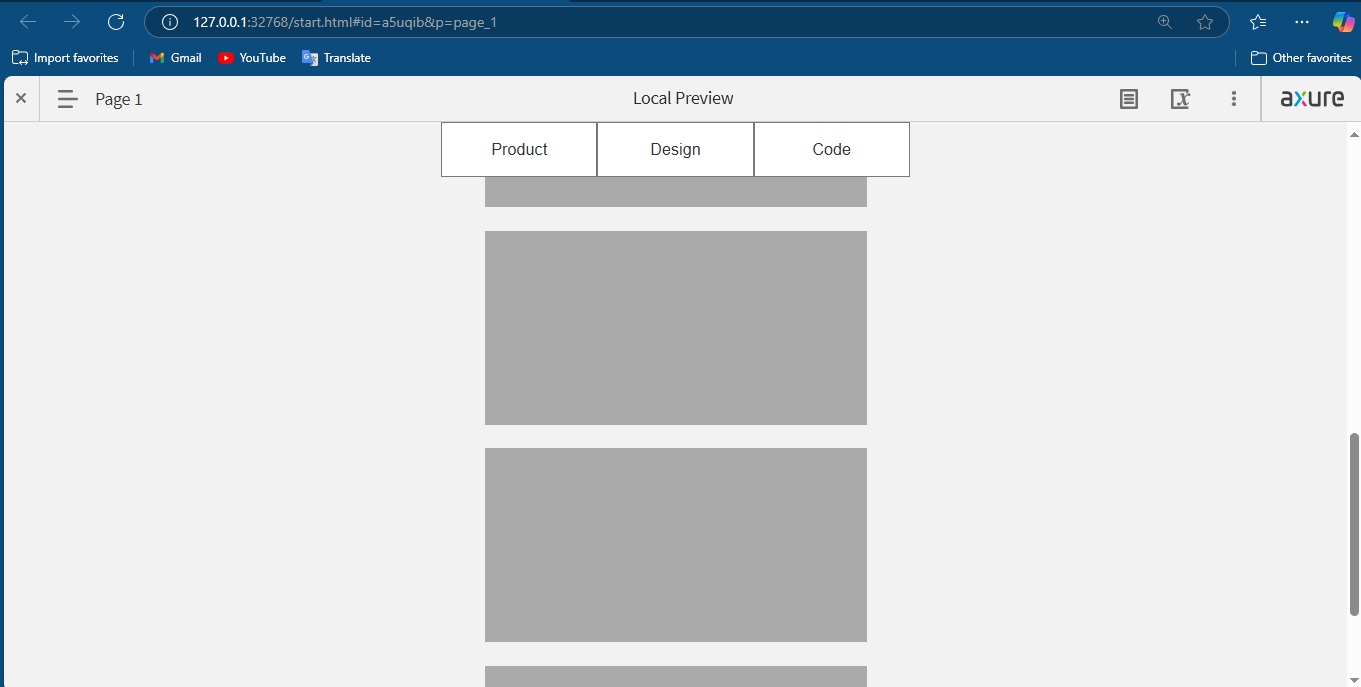 127.0.0.1:32768/start.html#id=a5uqib&p=page_1
Import favorites Gmail YouTube Translate Other favorites
Page 1 Local Preview axure
Product Design Code